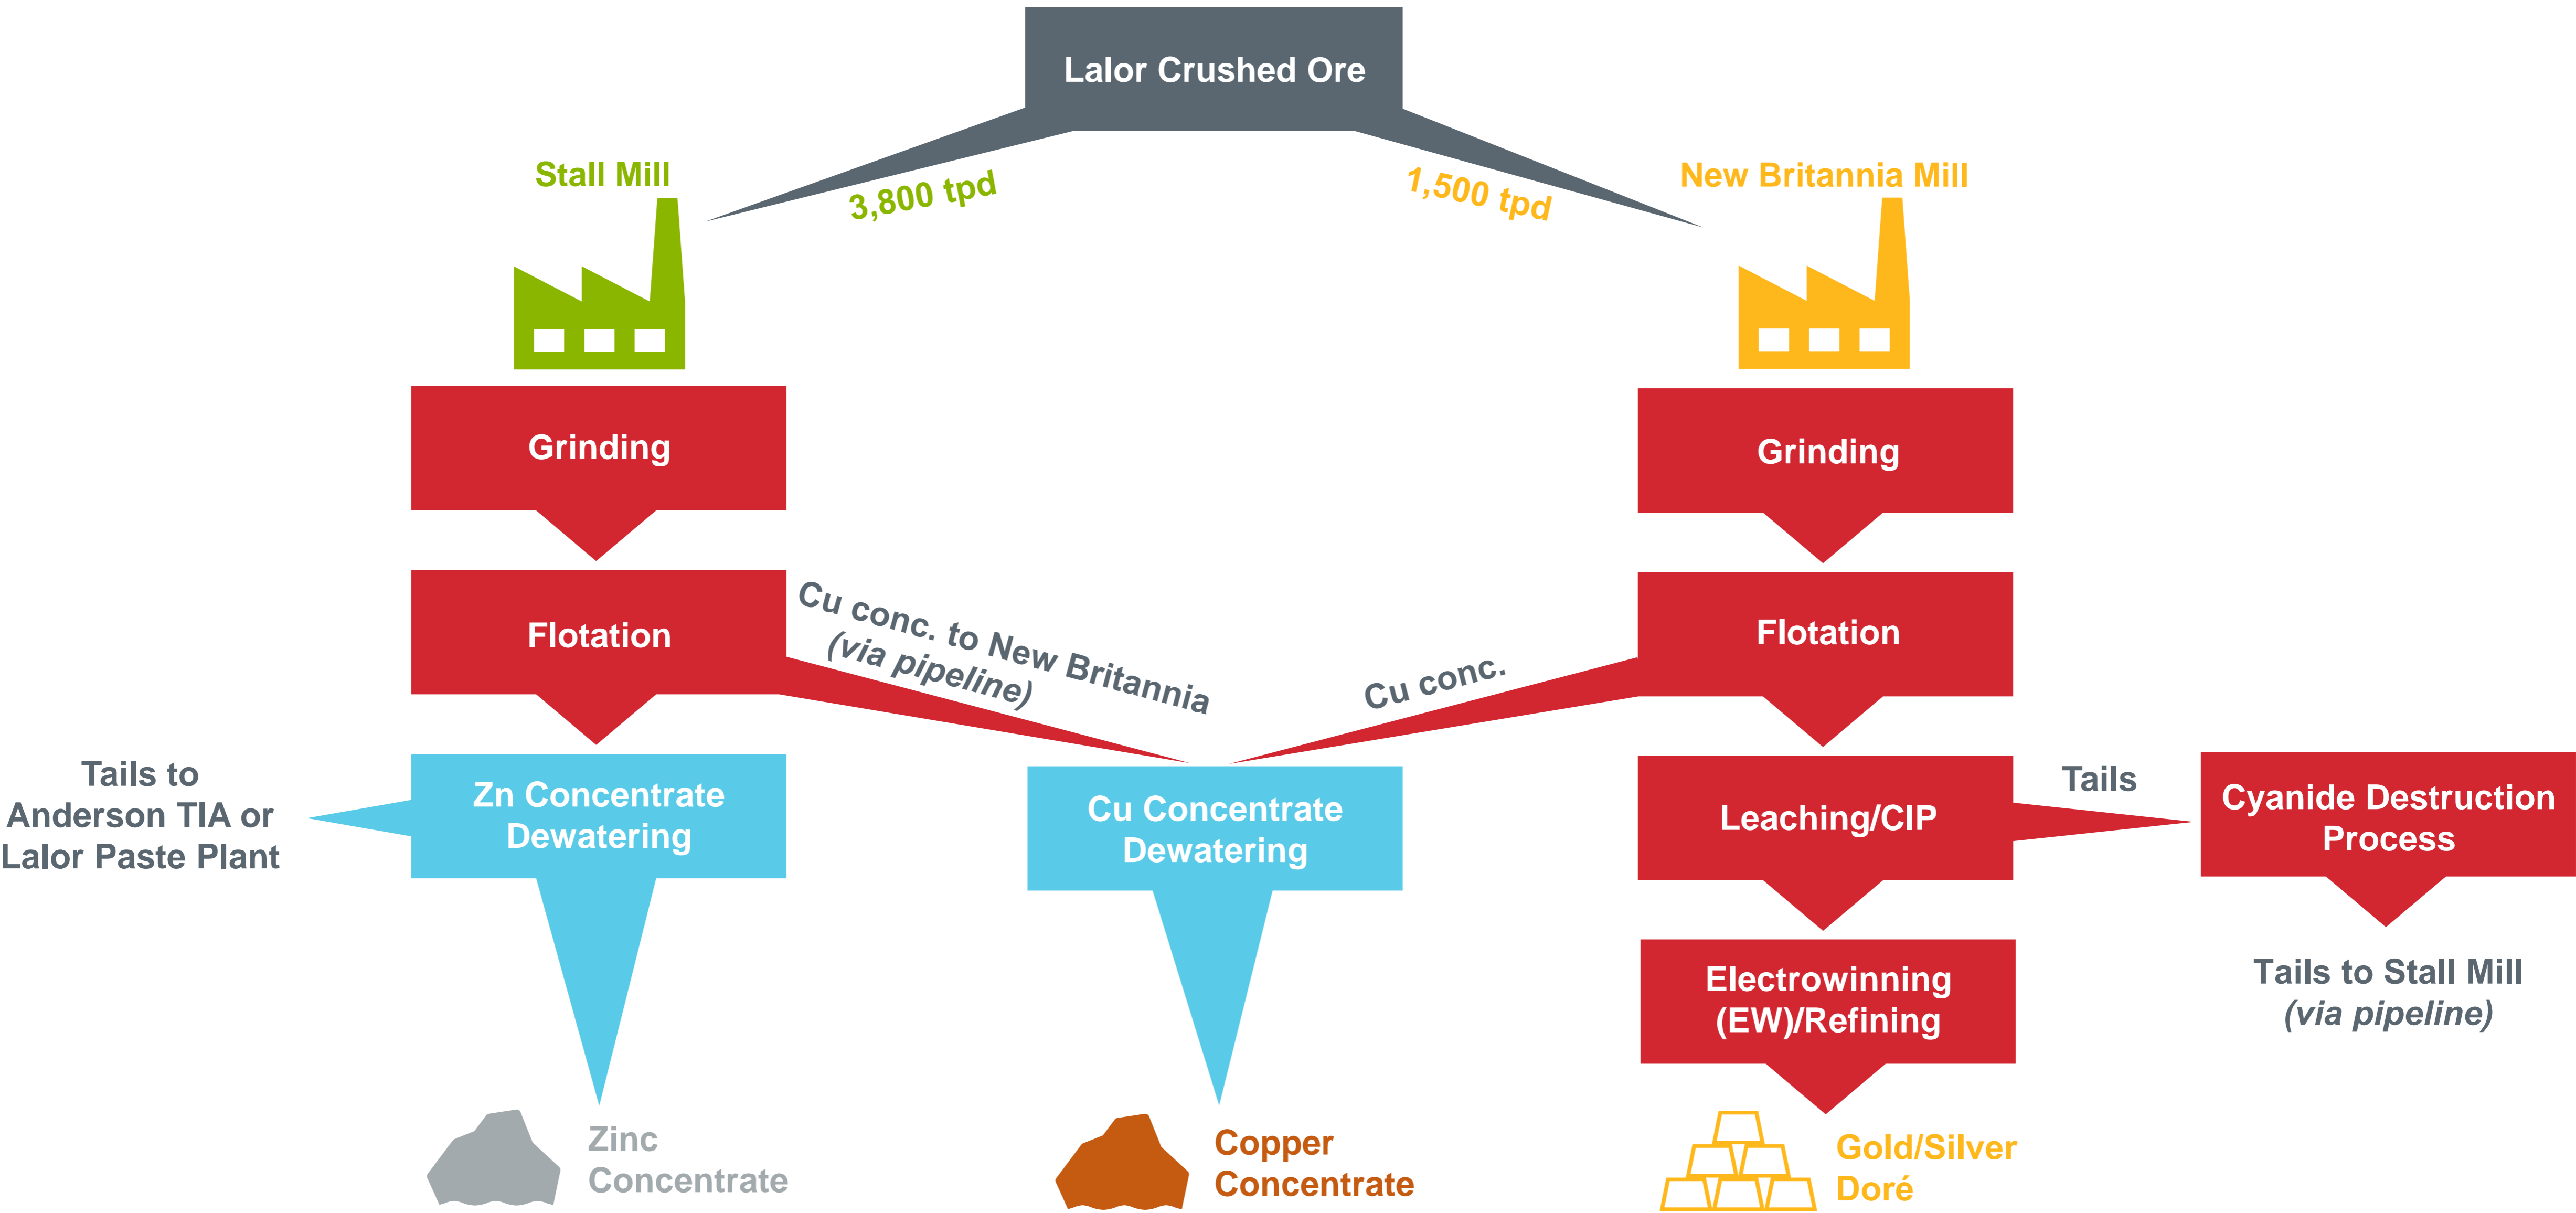 Lalor Crushed Ore
Stall Mill
3,800 tpd
1,500 tpd
New Britannia Mill
Grinding
Grinding
Flotation
Cu conc. to New Britannia
(via pipeline)
Cu conc.
Flotation
Tails to
Anderson TIA or
Lalor Paste Plant
Zn Concentrate
Dewatering
Cu Concentrate
Dewatering
Leaching/CIP
Tails
Cyanide Destruction
Process
Electrowinning
(EW)/Refining
Tails to Stall Mill
(via pipeline)
Zinc
Concentrate
Copper
Concentrate
Gold/Silver
Doré